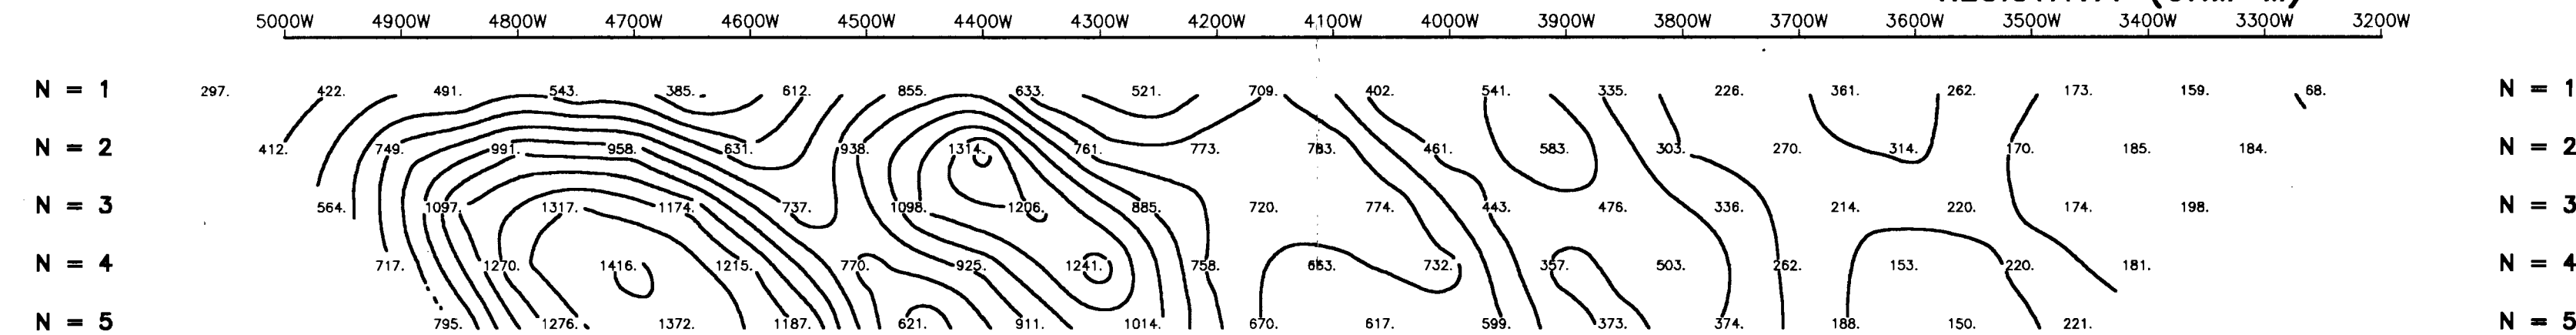 5000W 4900W 4800W 4700W 4600W 4500W 4400W 4300W 4200W 4100W 4000W 3900W 3800W 3700W 3600W 3500W 3400W 3300W 3200W
N = 1 297. 422. 491. 543. 385. 612. 855. 633. 521. 709. 402. 541. 335. 226. 361. 262. 173. 159. 68. N = 1
N = 2 412. 749. 991. 958. 631. 938. 1314. 761. 773. 783. 461. 583. 303. 270. 314. 170. 185. 184. N = 2
N = 3 564. 1097. 1317. 1174. 737. 1098. 1206. 885. 720. 774. 443. 476. 336. 214. 220. 174. 198. N = 3
N = 4 717. 1270. 1416. 1215. 770. 925. 1241. 758. 663. 732. 357. 503. 262. 153. 220. 181. N = 4
N = 5 795. 1276. 1372. 1187. 621. 911. 1014. 670. 617. 599. 373. 374. 188. 150. 221. N = 5